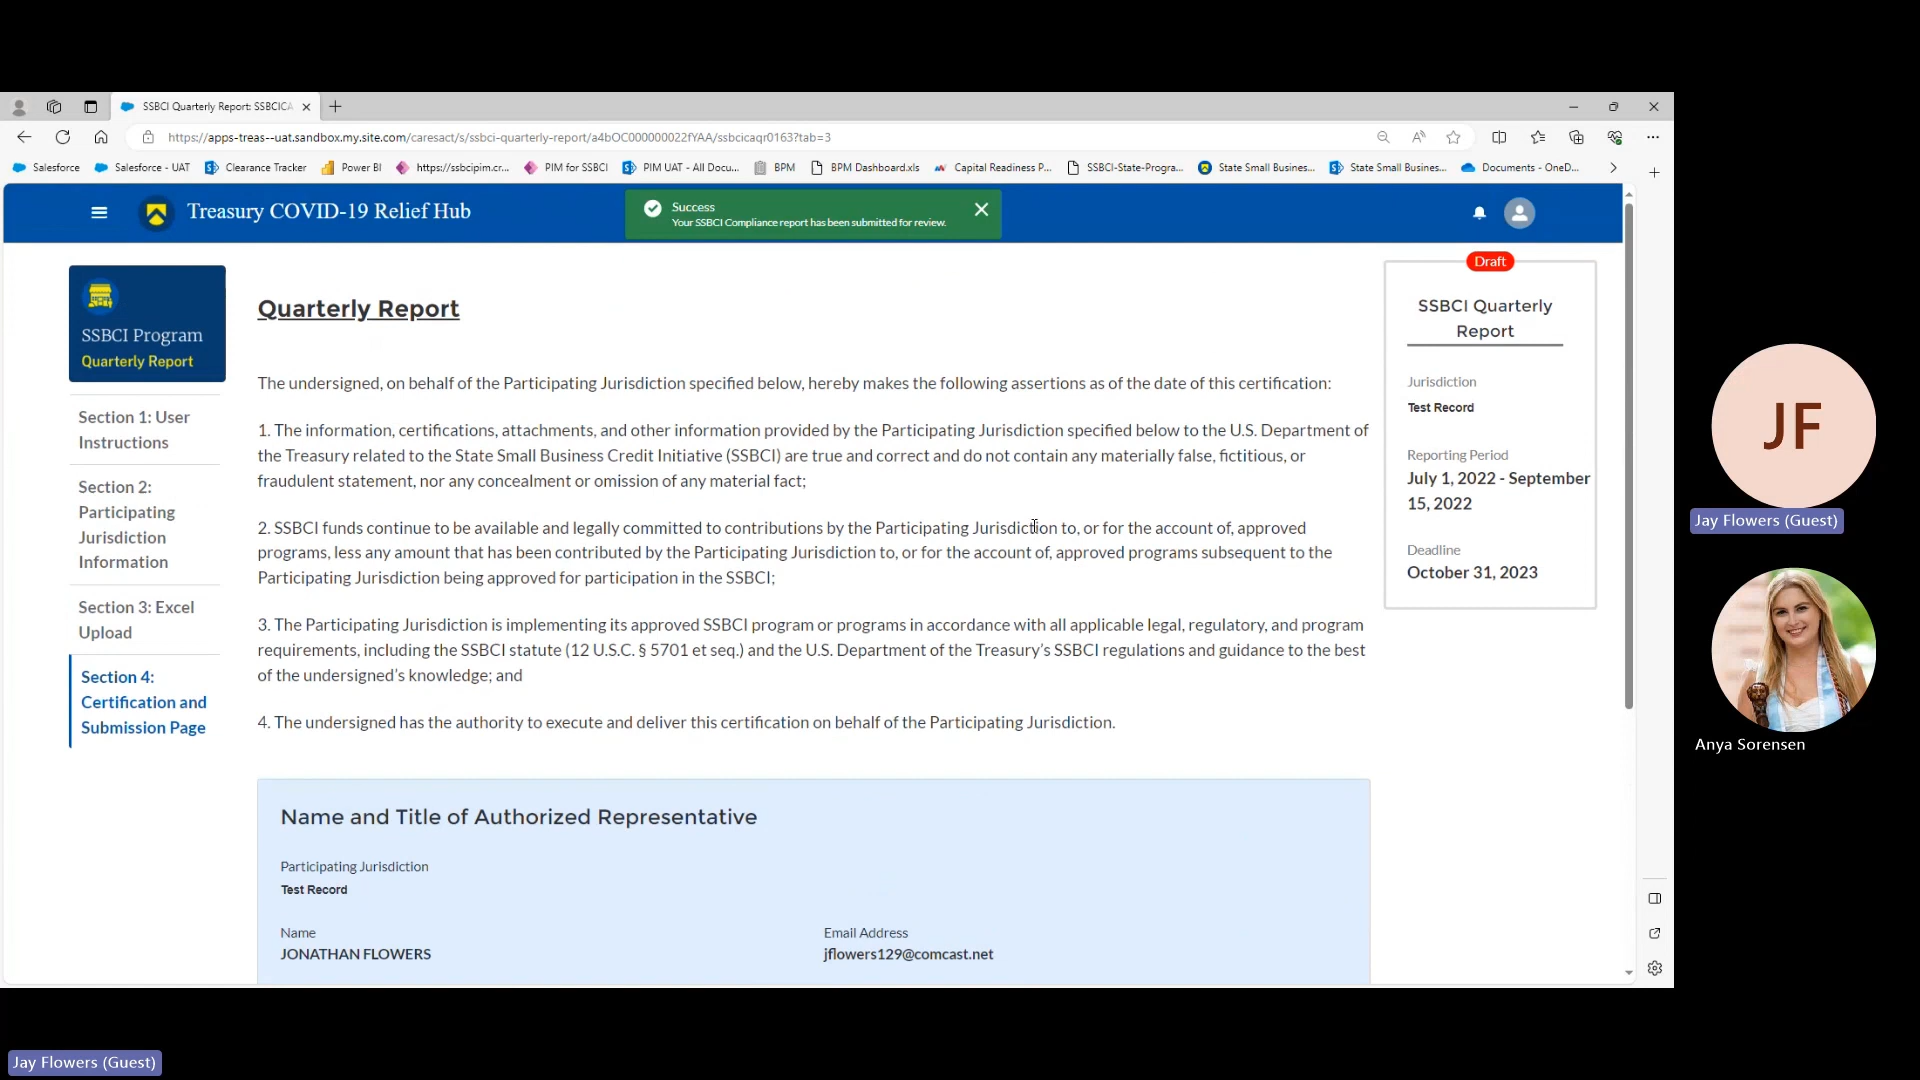 SSBCI Quarterly Report: SSBCICA
https://apps-treas--uat.sandbox.my.site.com/caresact/s/ssbci-quarterly-report/a4bOC000000022fYAA/ssbcicaqr0163?tab=3
Salesforce
Salesforce - UAT
Clearance Tracker
Power BI
https://ssbcipim.cr...
PIM for SSBCI
PIM UAT - All Docu...
BPM
BPM Dashboard.xls
Capital Readiness P...
SSBCI-State-Progra...
State Small Busines...
State Small Busines...
Documents - OneD...
Treasury COVID-19 Relief Hub
Success
Your SSBCI Compliance report has been submitted for review.
SSBCI Program
Quarterly Report
Section 1: User
Instructions
Section 2:
Participating
Jurisdiction
Information
Section 3: Excel
Upload
Section 4:
Certification and
Submission Page
Quarterly Report
The undersigned, on behalf of the Participating Jurisdiction specified below, hereby makes the following assertions as of the date of this certification:
1. The information, certifications, attachments, and other information provided by the Participating Jurisdiction specified below to the U.S. Department of
the Treasury related to the State Small Business Credit Initiative (SSBCI) are true and correct and do not contain any materially false, fictitious, or
fraudulent statement, nor any concealment or omission of any material fact;
2. SSBCI funds continue to be available and legally committed to contributions by the Participating Jurisdiction to, or for the account of, approved
programs, less any amount that has been contributed by the Participating Jurisdiction to, or for the account of, approved programs subsequent to the
Participating Jurisdiction being approved for participation in the SSBCI;
3. The Participating Jurisdiction is implementing its approved SSBCI program or programs in accordance with all applicable legal, regulatory, and program
requirements, including the SSBCI statute (12 U.S.C. § 5701 et seq.) and the U.S. Department of the Treasury's SSBCI regulations and guidance to the best
of the undersigned's knowledge; and
4. The undersigned has the authority to execute and deliver this certification on behalf of the Participating Jurisdiction.
Name and Title of Authorized Representative
Participating Jurisdiction
Test Record
Name
JONATHAN FLOWERS
Email Address
jflowers129@comcast.net
Draft
SSBCI Quarterly
Report
Jurisdiction
Test Record
Reporting Period
July 1, 2022 - September
15, 2022
Deadline
October 31, 2023
JF
Jay Flowers (Guest)
Anya Sorensen
Jay Flowers (Guest)